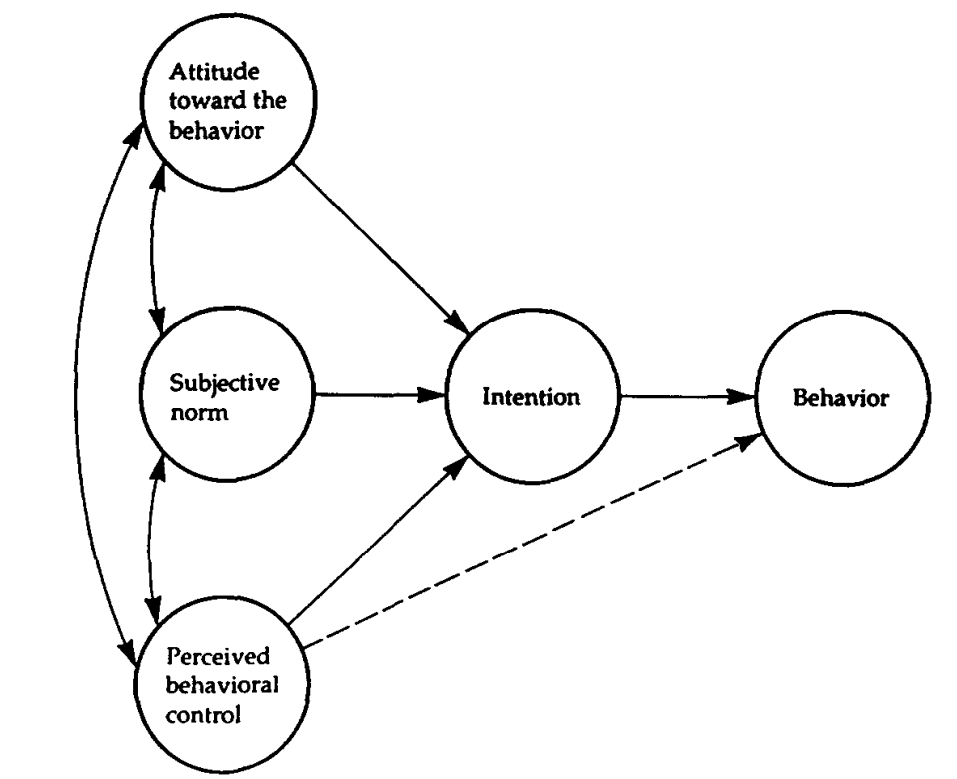 Attitude
toward the
behavior
Subjective
norm
Intention
Behavior
Perceived
behavioral
control